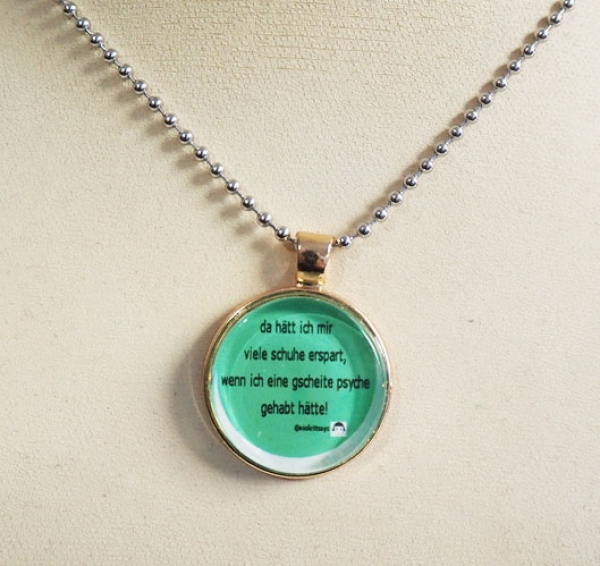 da hätt ich mir
viele schuhe erspart,
wenn ich eine gscheite psyche
gehabt hätte!